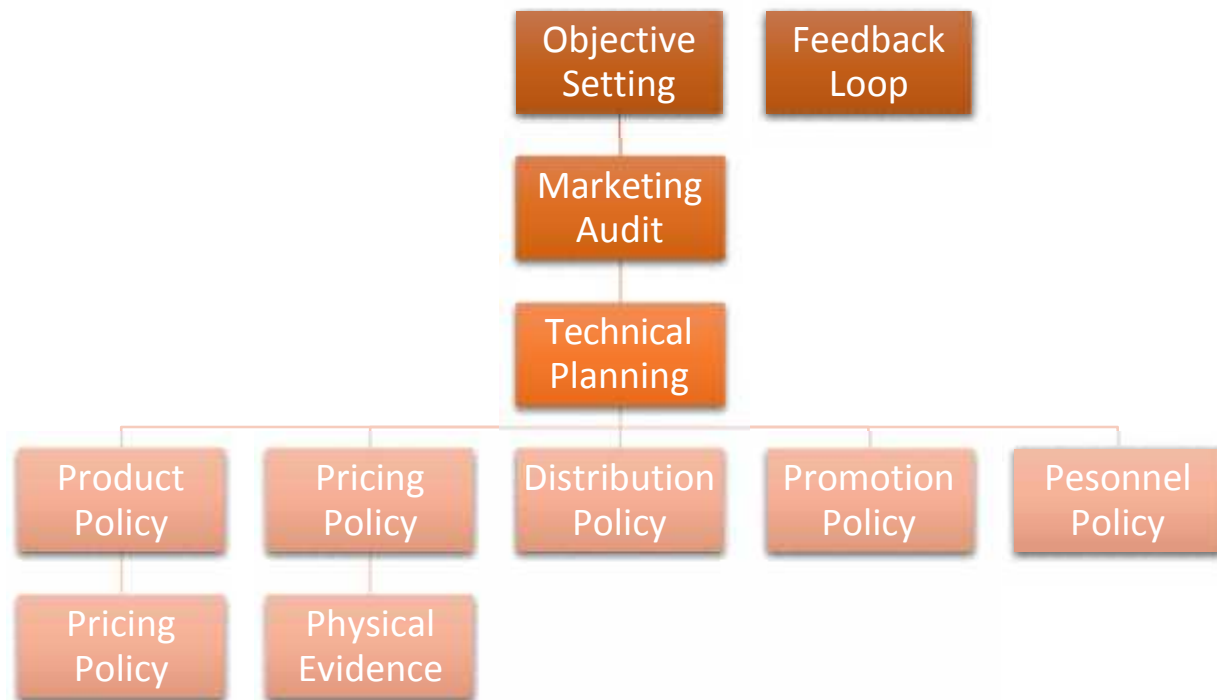 Objective
Setting
Feedback
Loop
Marketing
Audit
Technical
Planning
Product
Policy
Pricing
Policy
Distribution
Policy
Promotion
Policy
Pesonnel
Policy
Pricing
Policy
Physical
Evidence